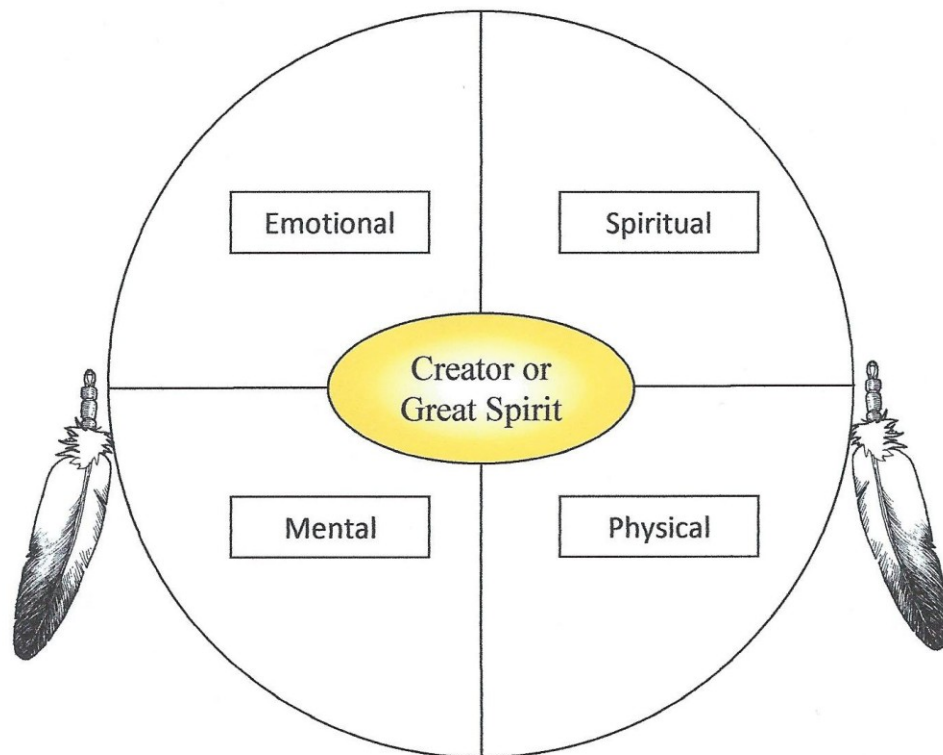 Emotional
Spiritual
Creator or
Great Spirit
Mental
Physical